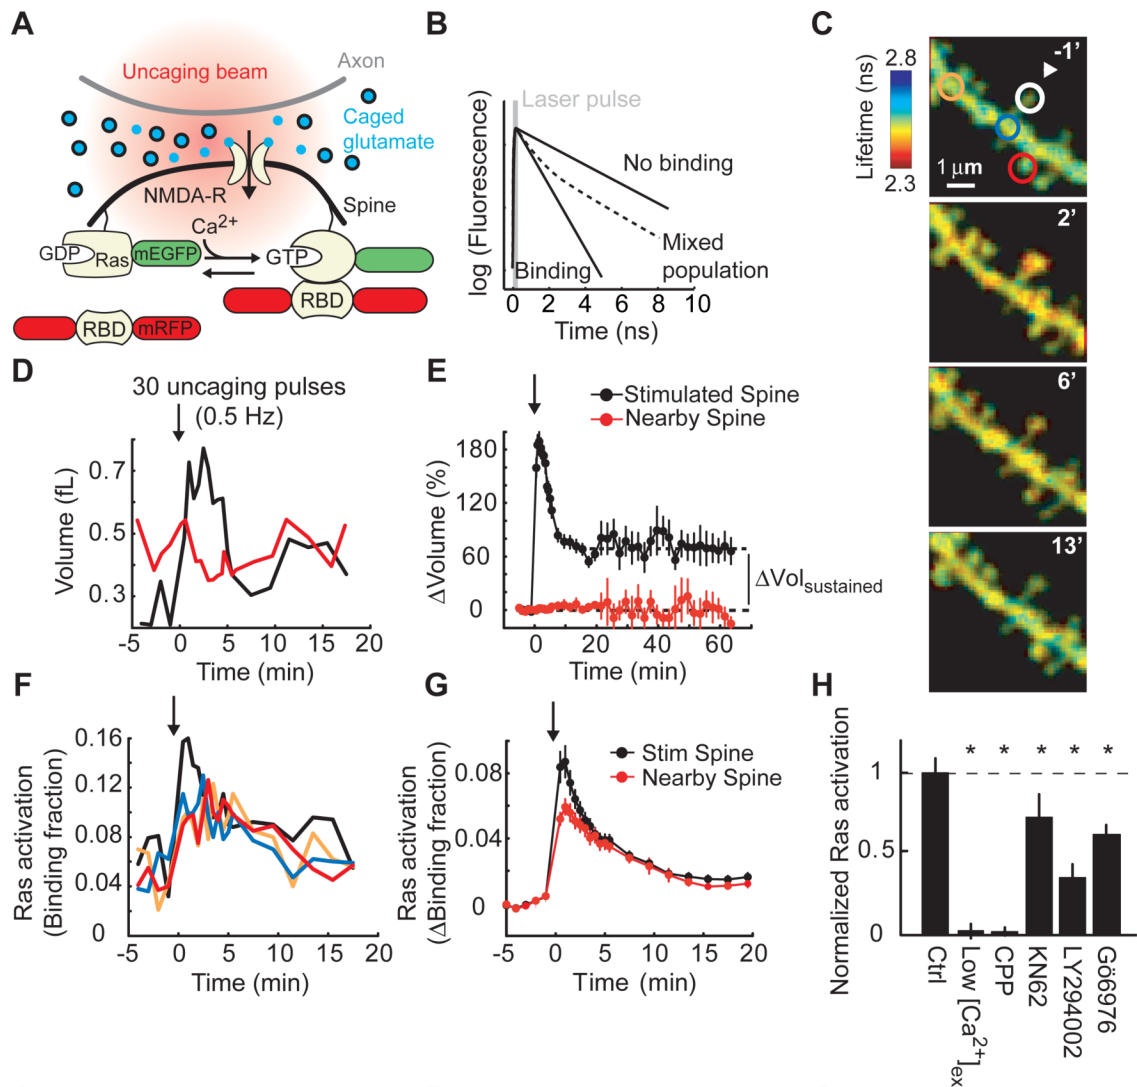 A
Uncaging beam
Axon
Caged
glutamate
NMDA-R
Spine
Ca2+
GDP
Ras
mEGFP
GTP
RBD
RBD
mRFP
B
Laser pulse
No binding
Mixed
population
Binding
log (Fluorescence)
0 2 4 6 8 10
Time (ns)
C
2.8
Lifetime (ns)
2.3
-1’
1 μm
2’
6’
13’
D
30 uncaging pulses
(0.5 Hz)
Volume (fL)
0.7
0.5
0.3
-5 0 5 10 15 20
Time (min)
E
Stimulated Spine
Nearby Spine
ΔVolume (%)
180
120
60
0
ΔVolsustained
0 20 40 60
Time (min)
F
Ras activation
(Binding fraction)
0.16
0.12
0.08
0.04
0
-5 0 5 10 15 20
Time (min)
G
Stim Spine
Nearby Spine
Ras activation
(ΔBinding fraction)
0.08
0.04
0
-5 0 5 10 15 20
Time (min)
H
Normalized Ras activation
* * * * *
1
0.5
0
Ctrl
Low [Ca2+]ex
CPP
KN62
LY294002
Gö6976